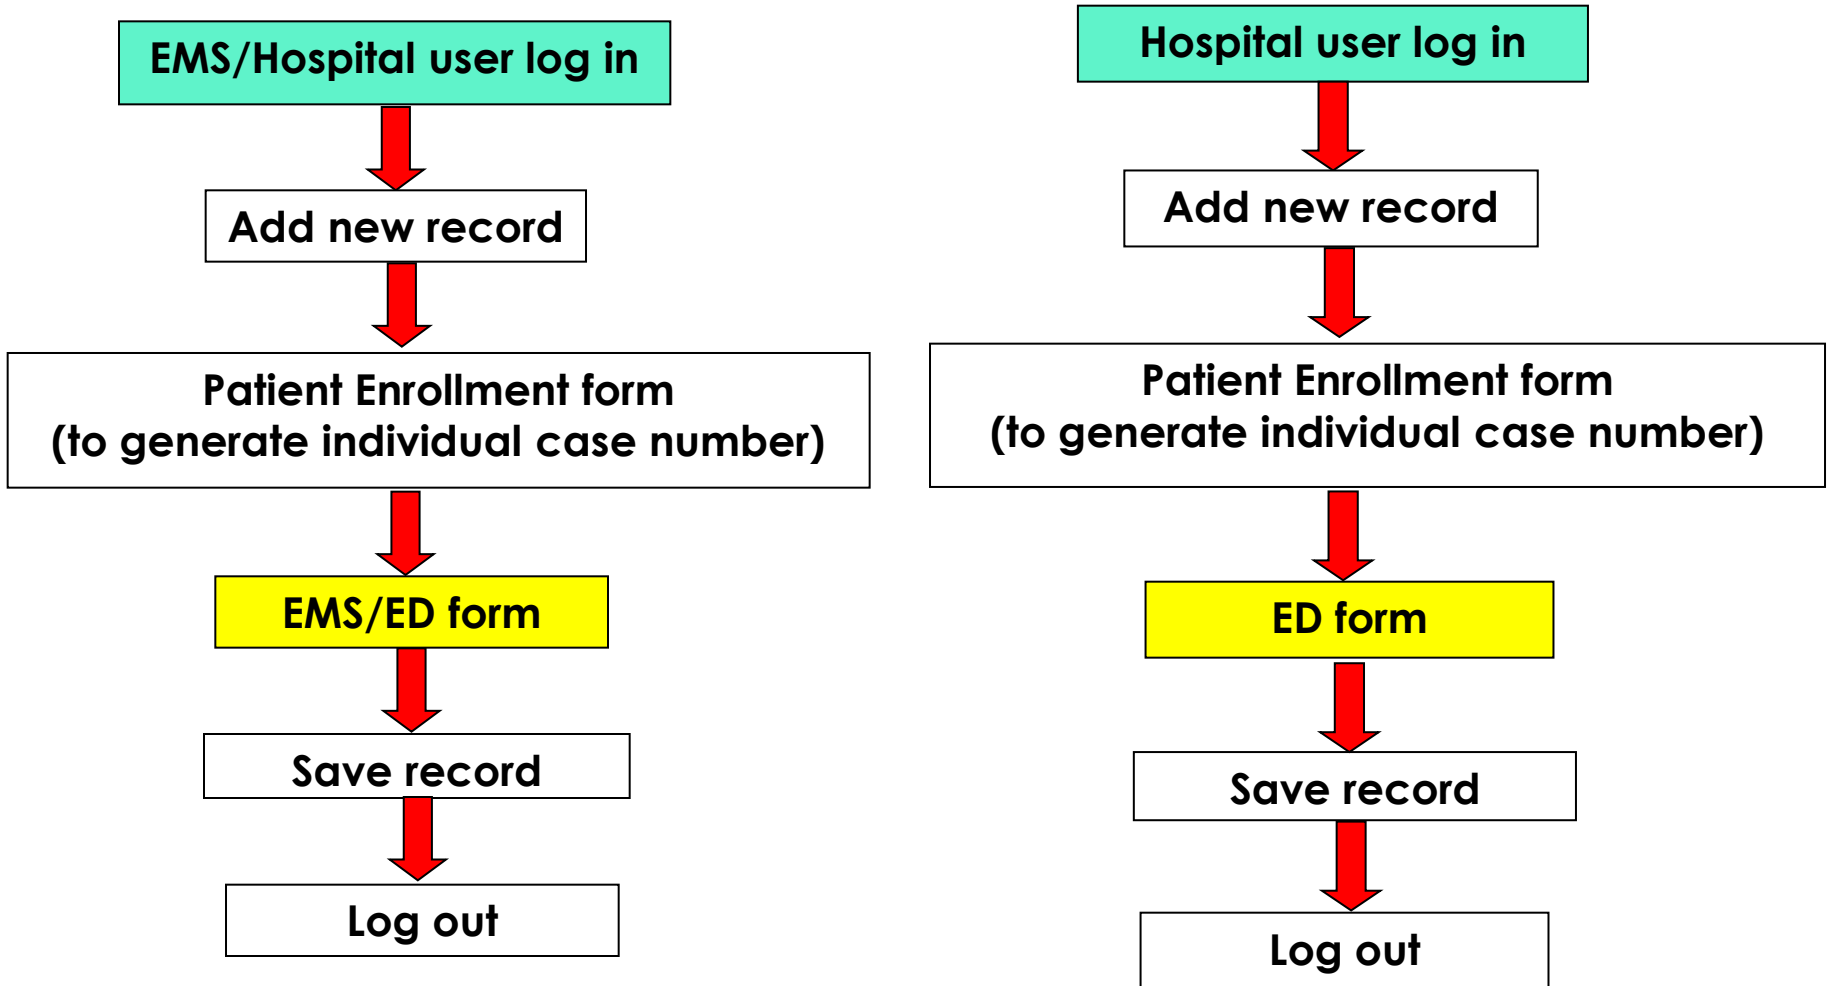 EMS/Hospital user log in
Add new record
Patient Enrollment form
(to generate individual case number)
EMS/ED form
Save record
Log out
Hospital user log in
Add new record
Patient Enrollment form
(to generate individual case number)
ED form
Save record
Log out